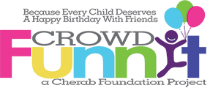 Because Every Child Deserves
A Happy Birthday With Friends
CROWD
Funnit
a Cherab Foundation Project